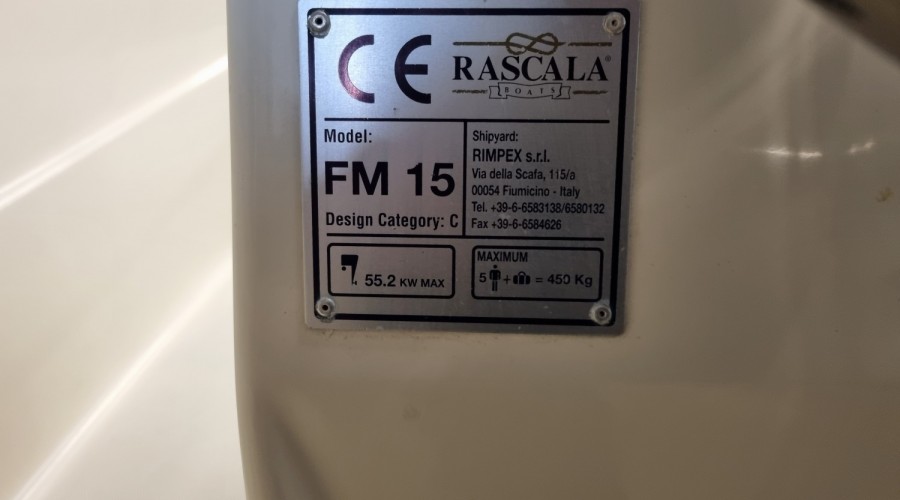 CE
RASCALA®
BOATS
Model:
FM 15
Design Category: C
Shipyard:
RIMPEX s.r.l.
Via della Scafa, 115/a
00054 Fiumicino - Italy
Tel. +39-6-6583138/6580132
Fax +39-6-6584626
55.2 KW MAX
MAXIMUM
5 + = 450 Kg